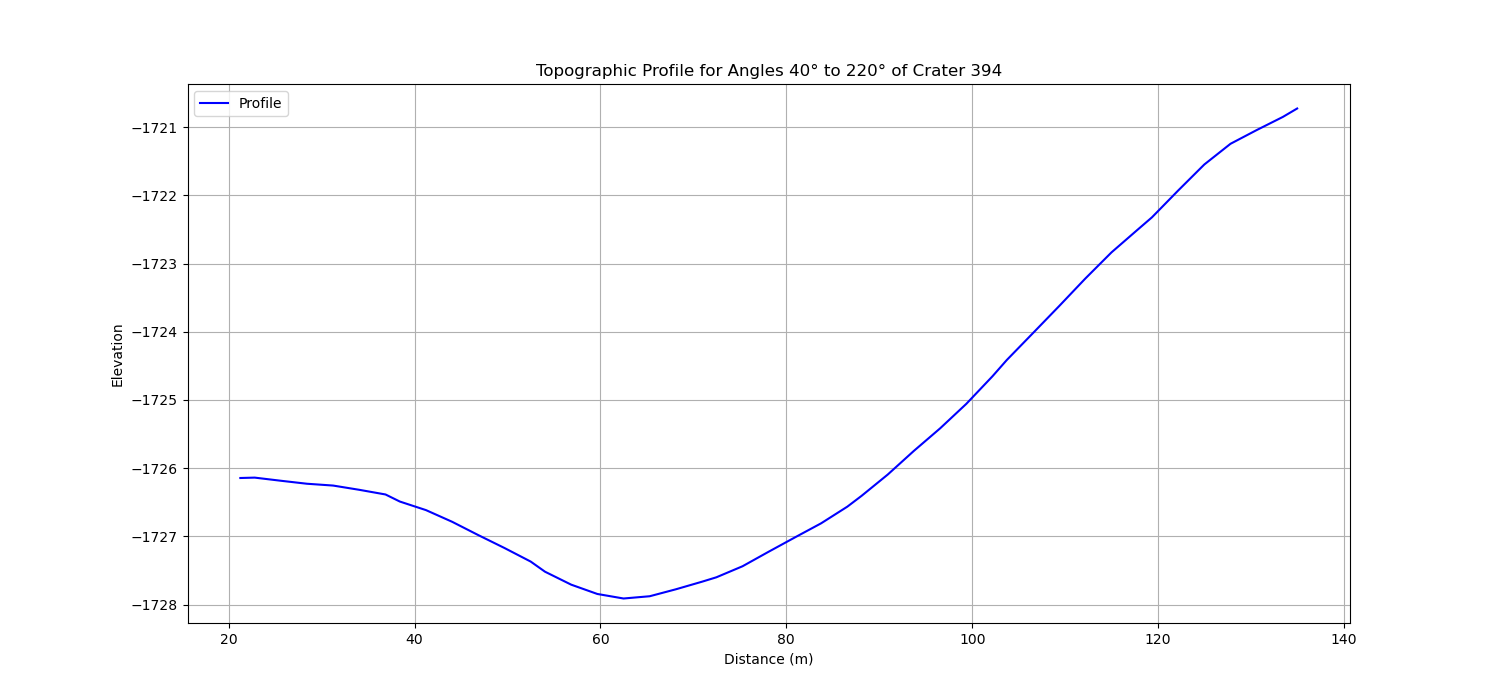 Topographic Profile for Angles 40° to 220° of Crater 394
Profile
−1721
−1722
−1723
−1724
−1725
−1726
−1727
−1728
Elevation
20 40 60 80 100 120 140
Distance (m)